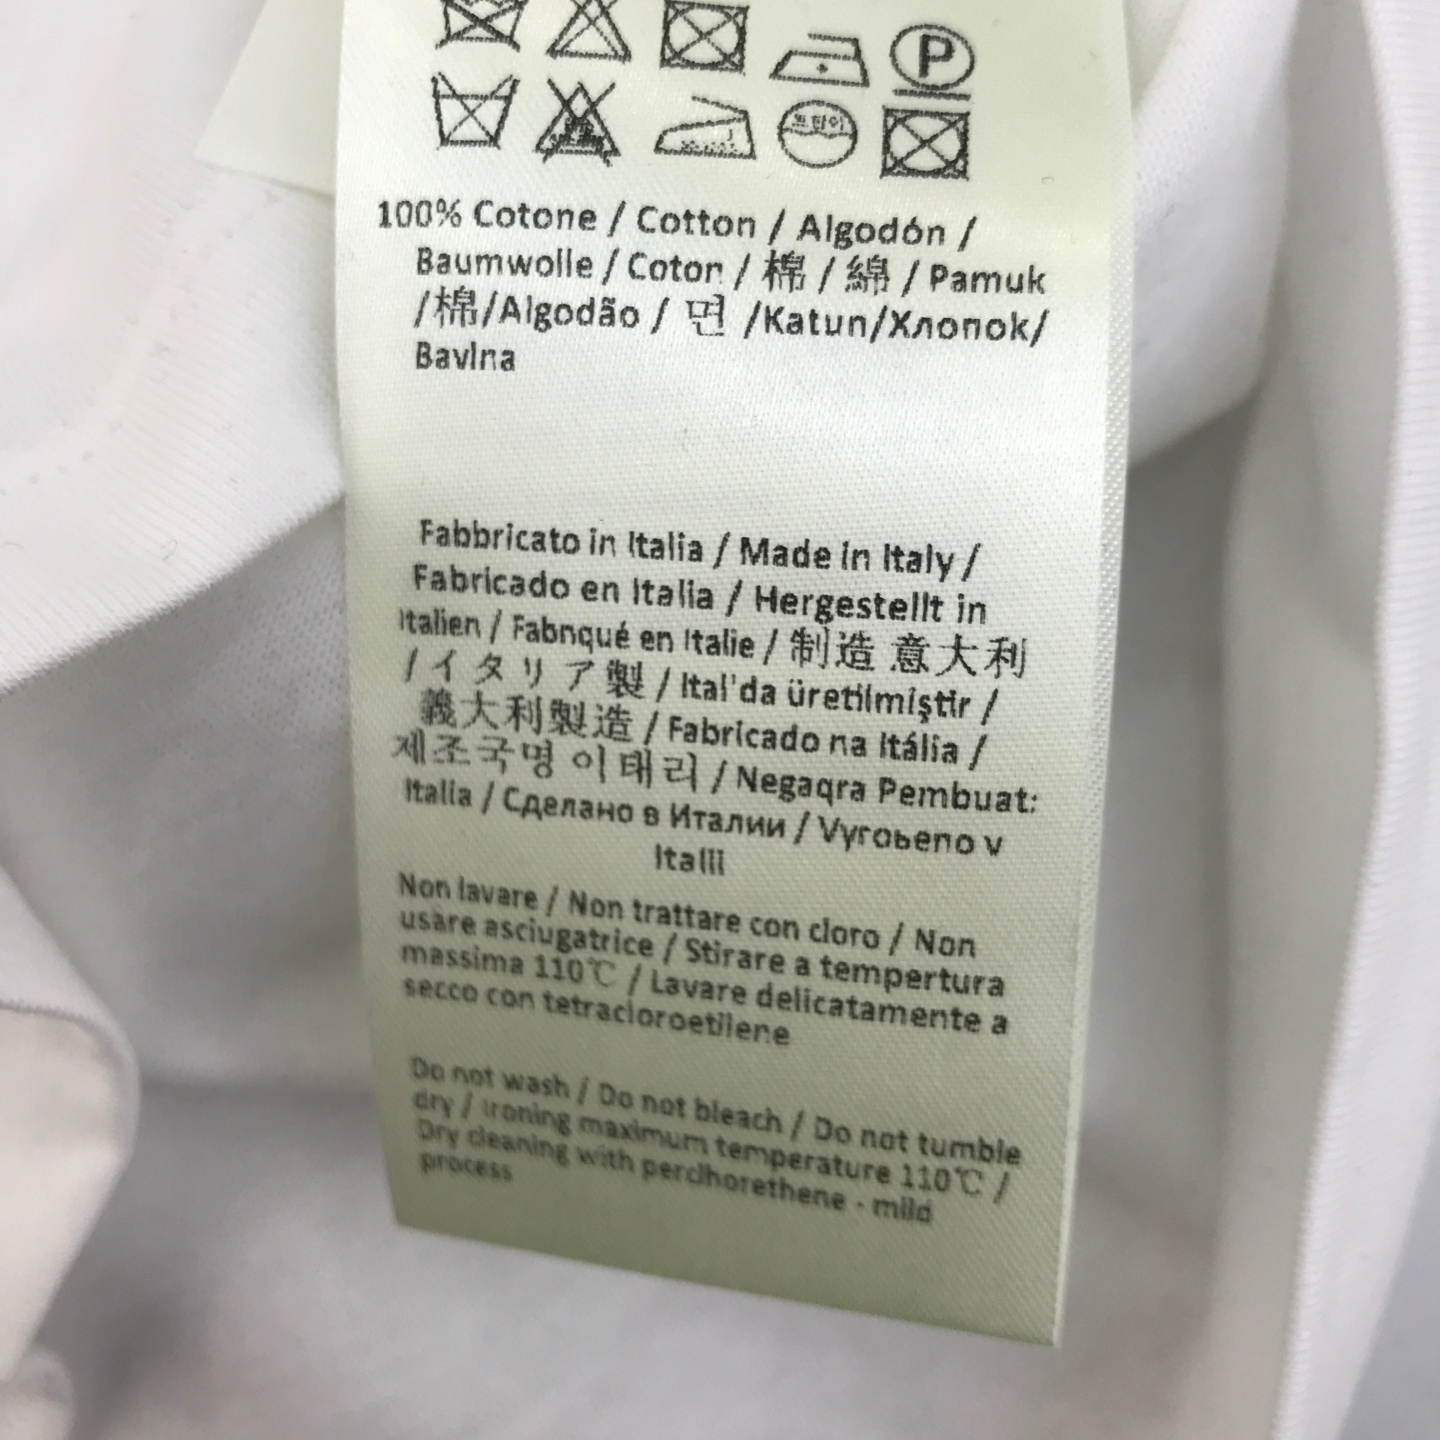 P
드라이
100% Cotone / Cotton / Algodón /
Baumwolle / Coton / 棉 / 綿 / Pamuk
/棉/Algodão / 면 /Katun/Хлопок/
Bavlna
Fabbricato in Italia / Made in Italy /
Fabricado en Italia / Hergestellt in
Italien / Fabnqué en Italie / 制造 意大利
/ イタリア製 / Ital'da üretilmiştir /
義大利製造 / Fabricado na Itália /
제조국명 이태리 / Negaqra Pembuat:
Italia / Сделано в Италии / Vyroьeno v
Italii
Non lavare / Non trattare con cloro / Non
usare asciugatrice / Stirare a tempertura
massima 110℃ / Lavare delicatamente a
secco con tetracloroetilene
Do not wash / Do not bleach / Do not tumble
dry / Ironing maximum temperature 110℃ /
Dry cleaning with perclhorethene - mild
process